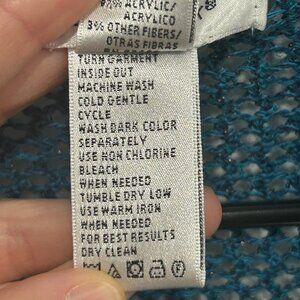 ACRYLIC/
ACRILICO
3% OTHER FIBERS/
OTRAS FIBRAS
TURN GARMENT
INSIDE OUT
MACHINE WASH
COLD GENTLE
CYCLE
WASH DARK COLOR
SEPARATELY
USE NON CHLORINE
BLEACH
WHEN NEEDED
TUMBLE DRY LOW
USE WARM IRON
WHEN NEEDED
FOR BEST RESULTS
DRY CLEAN